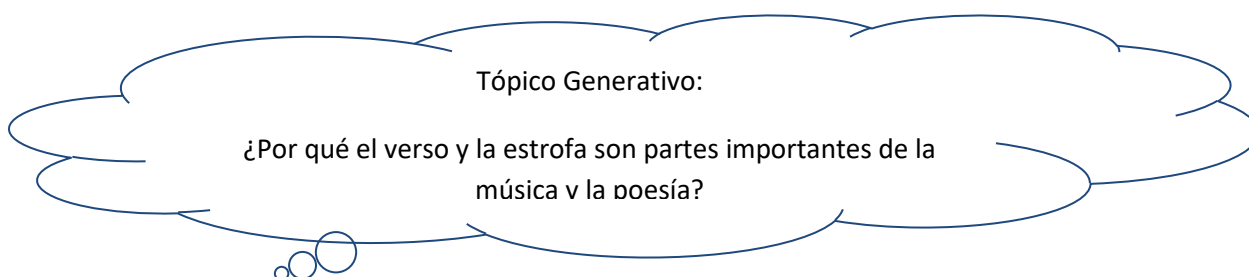 Tópico Generativo:
¿Por qué el verso y la estrofa son partes importantes de la
música y la poesía?